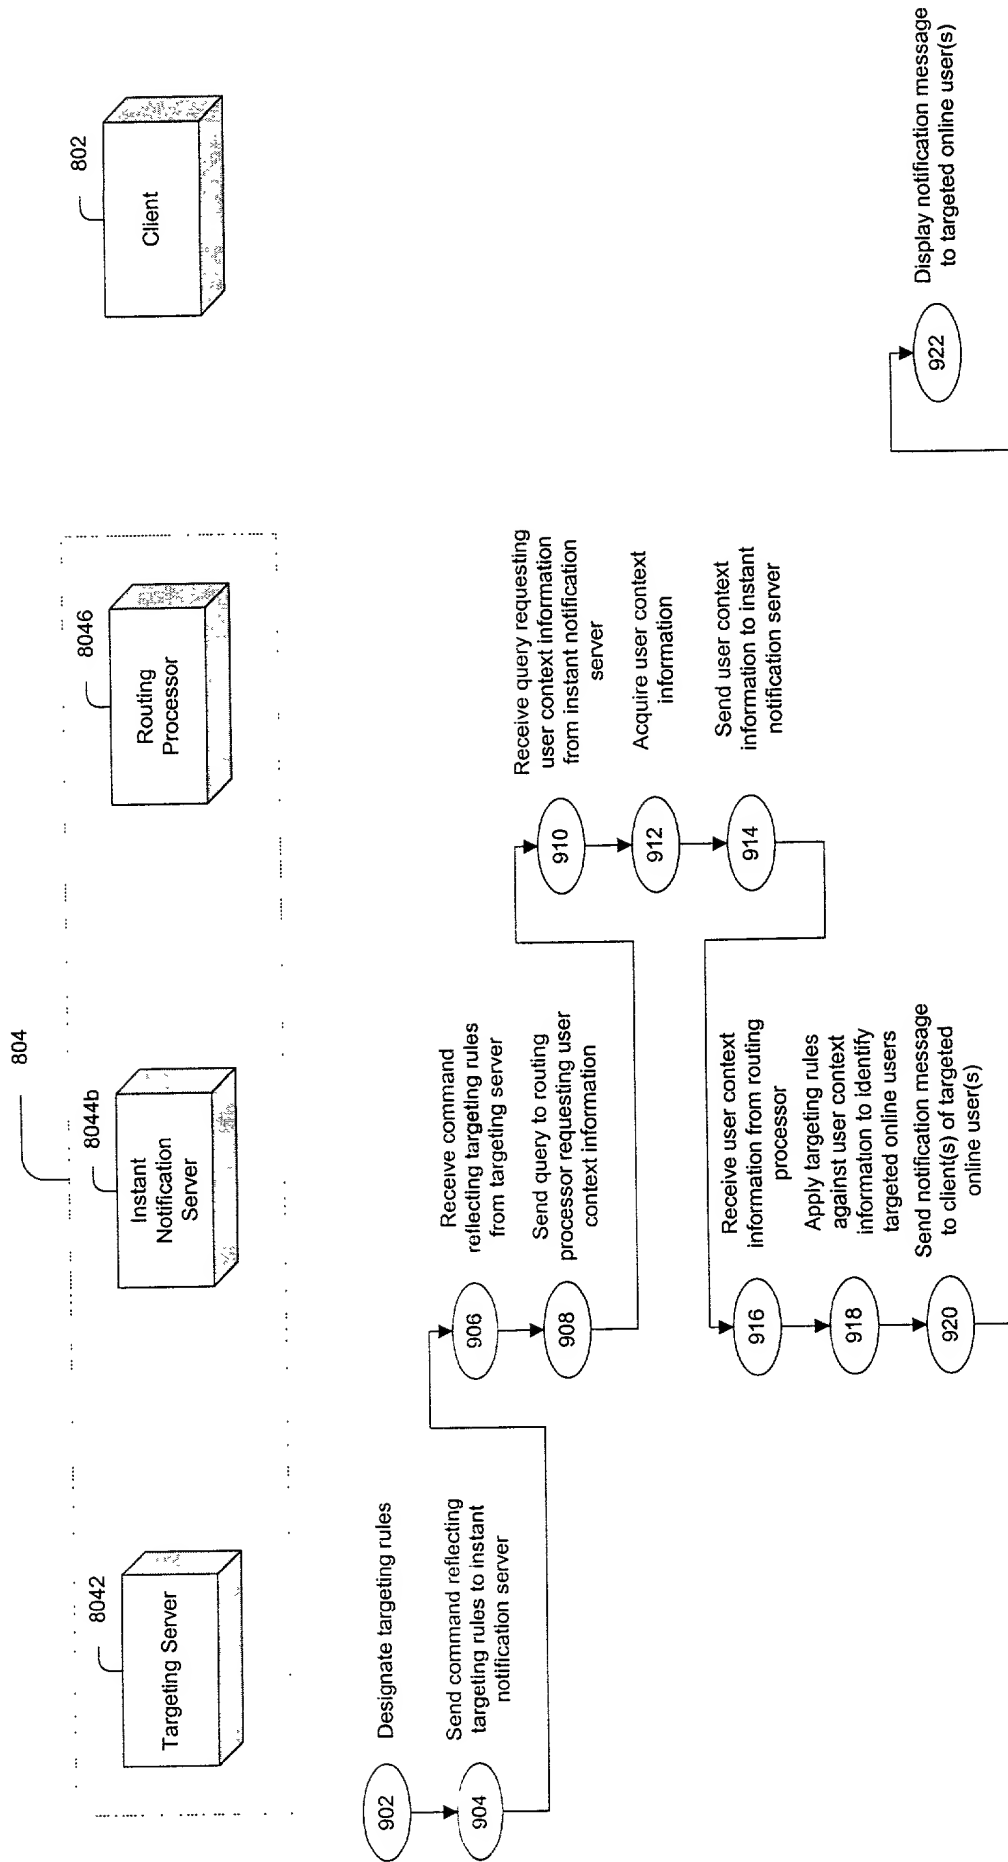 804
8042
Targeting Server
8044b
Instant
Notification
Server
8046
Routing
Processor
802
Client
902
Designate targeting rules
904
Send command reflecting
targeting rules to instant
notification server
906
Receive command
reflecting targeting rules
from targeting server
908
Send query to routing
processor requesting user
context information
910
Receive query requesting
user context information
from instant notification
server
912
Acquire user context
information
914
Send user context
information to instant
notification server
916
Receive user context
information from routing
processor
918
Apply targeting rules
against user context
information to identify
targeted online users
920
Send notification message
to client(s) of targeted
online user(s)
922
Display notification message
to targeted online user(s)